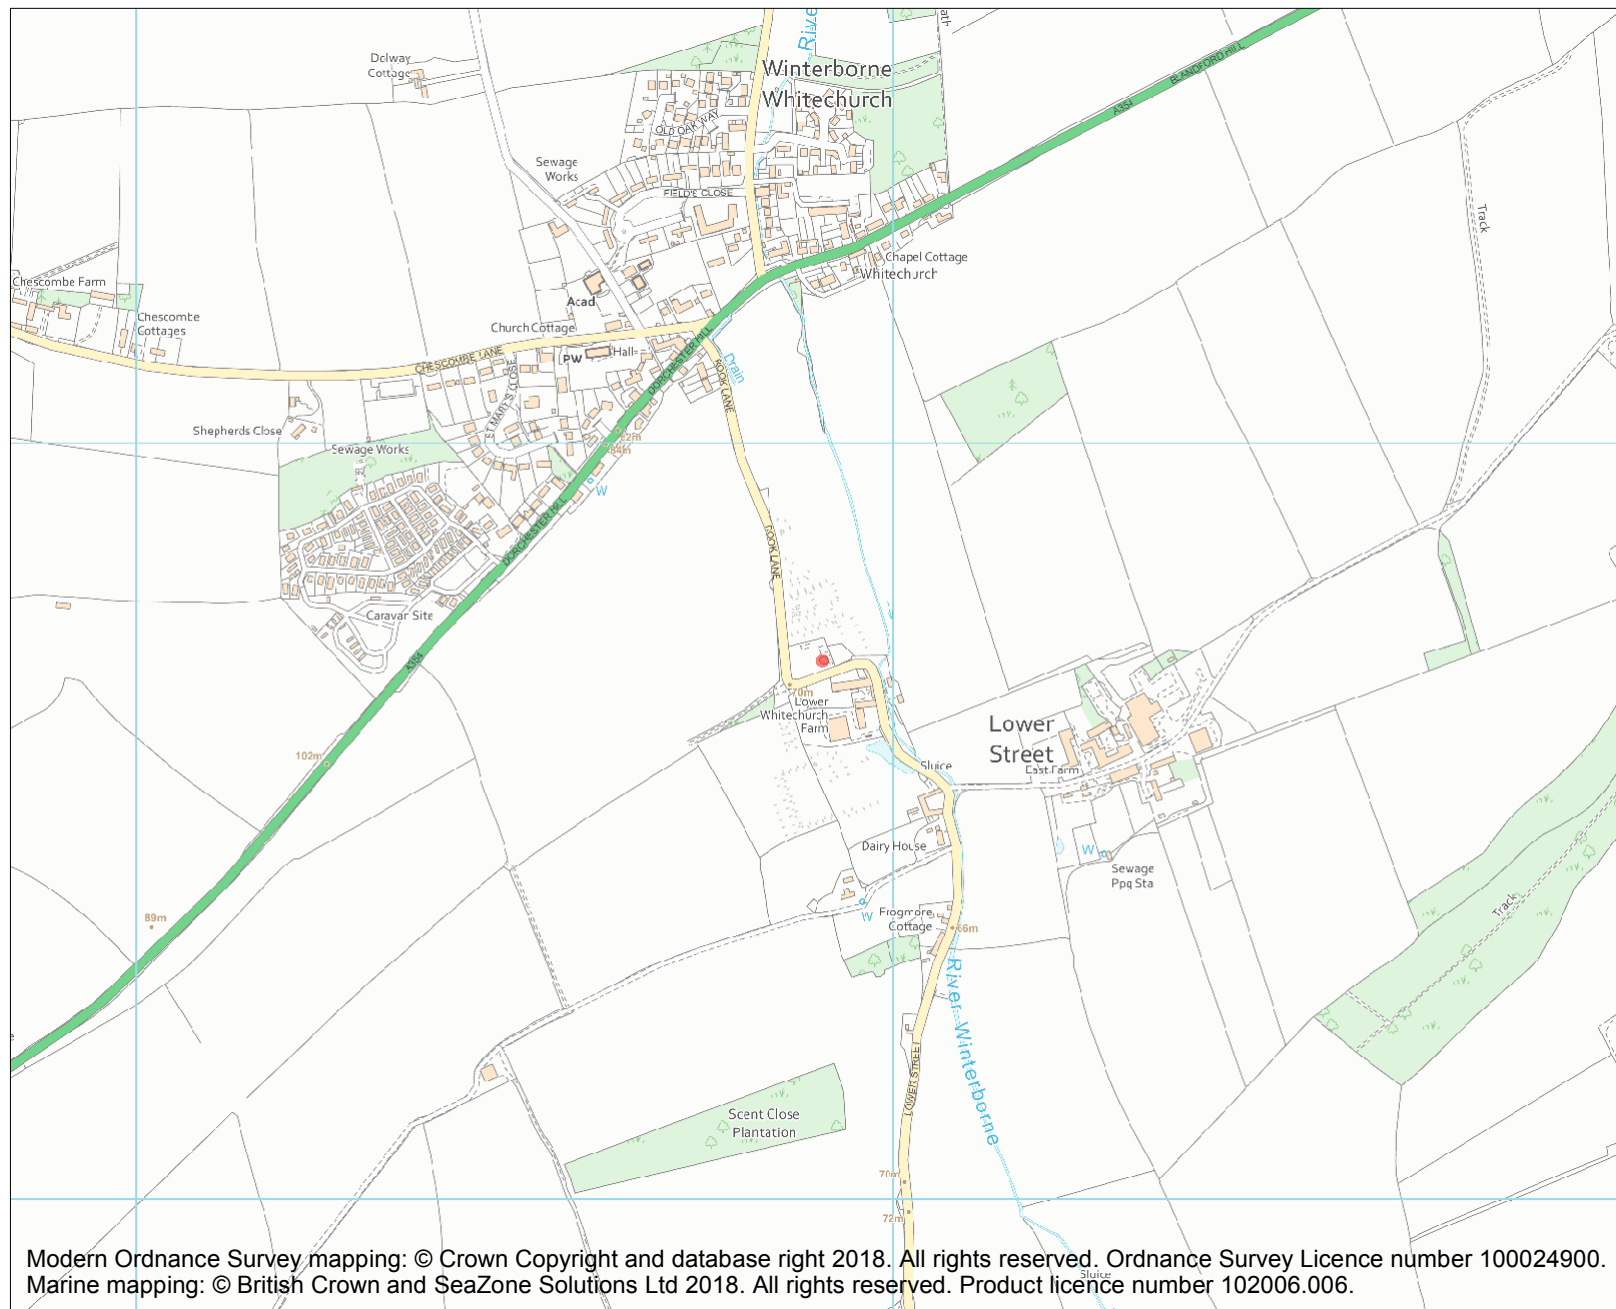 River
ath
Winterborne
Whitechurch
BLANDFORD HILL
A354
Dolway
Cottage
OLD OAK WAY
Sewage
Works
FIELDS CLOSE
Track
Chapel Cottage
Whitechurch
Chescombe Farm
Acad
Chescombe
Cottages
Church Cottage
PW
Hall
CHESCOMBE LANE
DORCHESTER HILL
ROOK LANE
Drain
ST MARY'S CLOSE
Shepherds Close
Sewage Works
82m
84m
W
DORCHESTER HILL
ROOK LANE
Caravan Site
A354
70m
Lower
Whitechurch
Farm
Lower
Street
102m
Sluice
East Farm
Dairy House
W
Sewage
Ppg Sta
89m
W
Frogmore
Cottage
66m
Track
River Winterborne
LOWER STREET
Scent Close
Plantation
70m
72m
Modern Ordnance Survey mapping: © Crown Copyright and database right 2018. All rights reserved. Ordnance Survey Licence number 100024900.
Marine mapping: © British Crown and SeaZone Solutions Ltd 2018. All rights reserved. Product licence number 102006.006.
Sluice